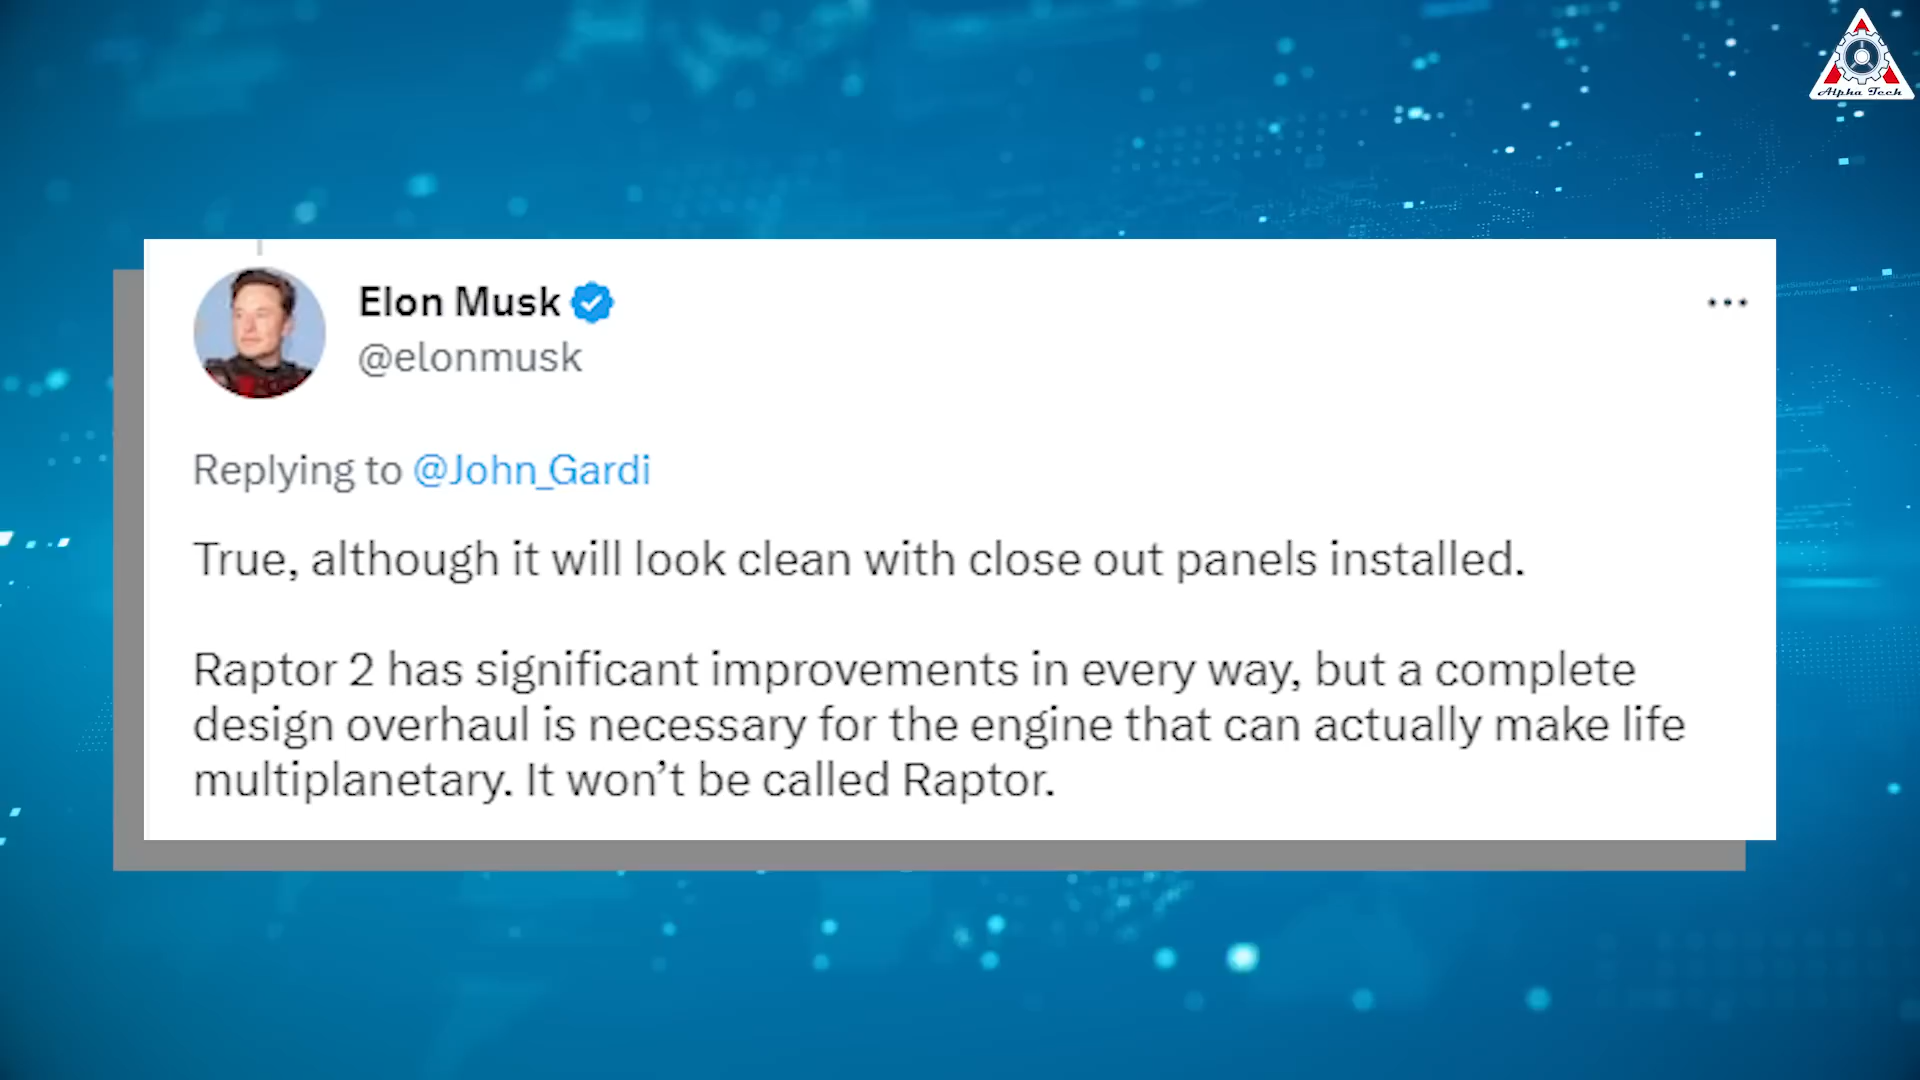 Alpha Tech
Elon Musk
@elonmusk
Replying to @John_Gardi
True, although it will look clean with close out panels installed.
Raptor 2 has significant improvements in every way, but a complete
design overhaul is necessary for the engine that can actually make life
multiplanetary. It won’t be called Raptor.